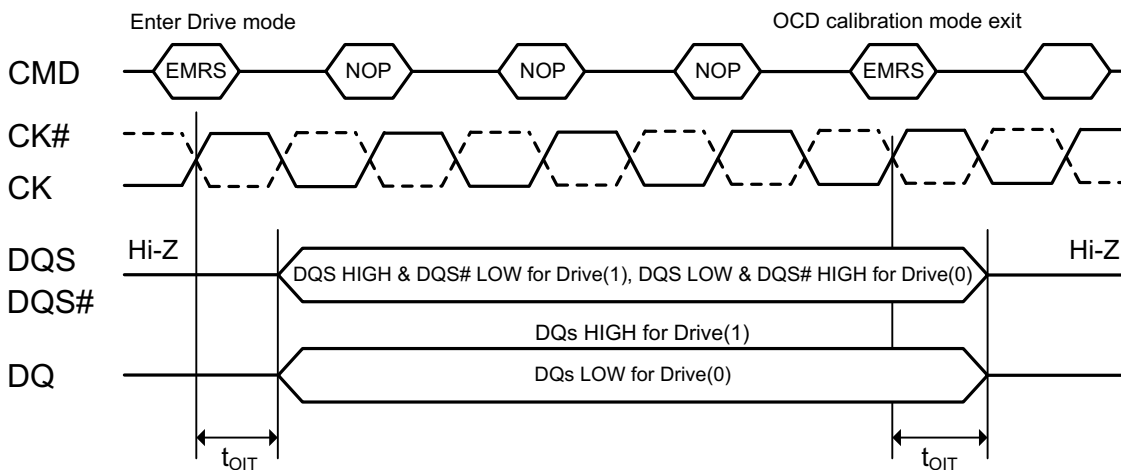 Enter Drive mode OCD calibration mode exit
CMD EMRS NOP NOP NOP EMRS
CK#
CK
Hi-Z Hi-Z
DQS DQS HIGH & DQS# LOW for Drive(1), DQS LOW & DQS# HIGH for Drive(0)
DQS#
DQs HIGH for Drive(1)
DQ DQs LOW for Drive(0)
tOIT tOIT